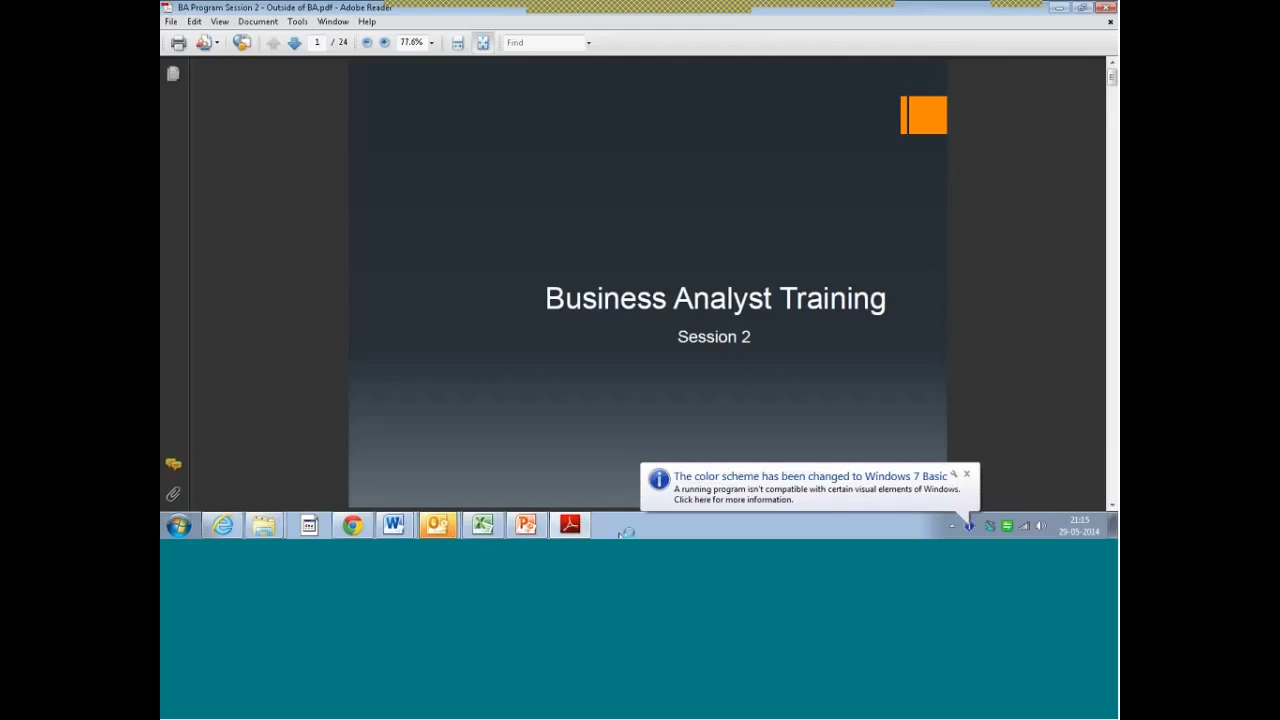 BA Program Session 2 - Outside of BA.pdf - Adobe Reader
File Edit View Document Tools Window Help
1 / 24 77.6% Find
Business Analyst Training
Session 2
The color scheme has been changed to Windows 7 Basic
A running program isn't compatible with certain visual elements of Windows.
Click here for more information.
21:15
29-05-2014